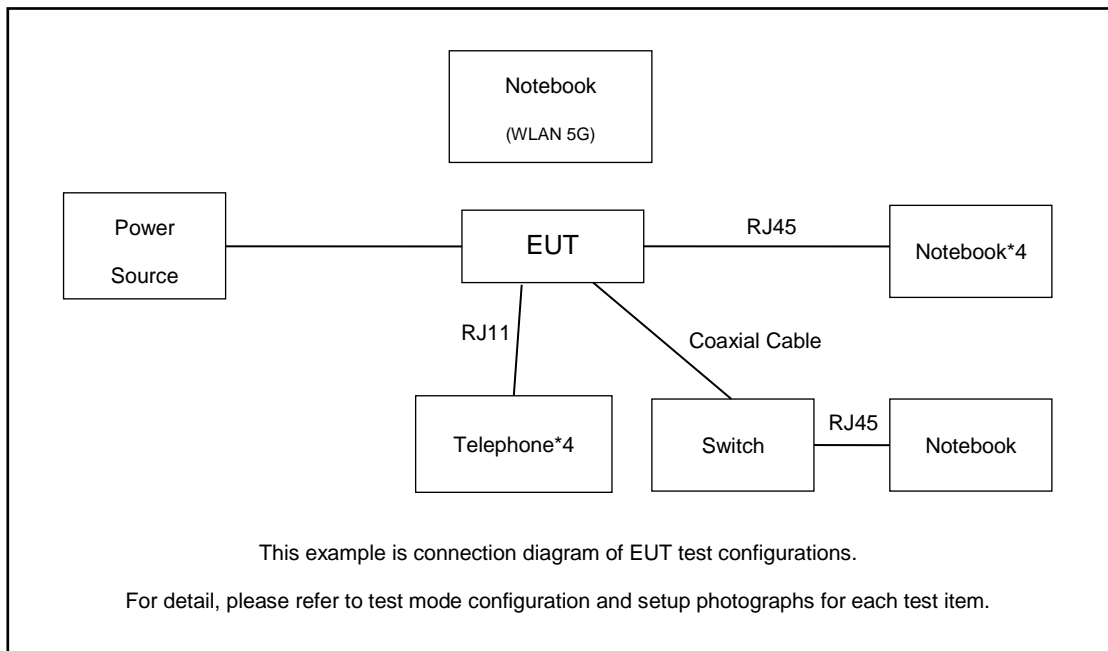 Notebook
(WLAN 5G)
Power
Source
EUT
RJ45
Notebook*4
RJ11
Coaxial Cable
Telephone*4
Switch
RJ45
Notebook
This example is connection diagram of EUT test configurations.
For detail, please refer to test mode configuration and setup photographs for each test item.